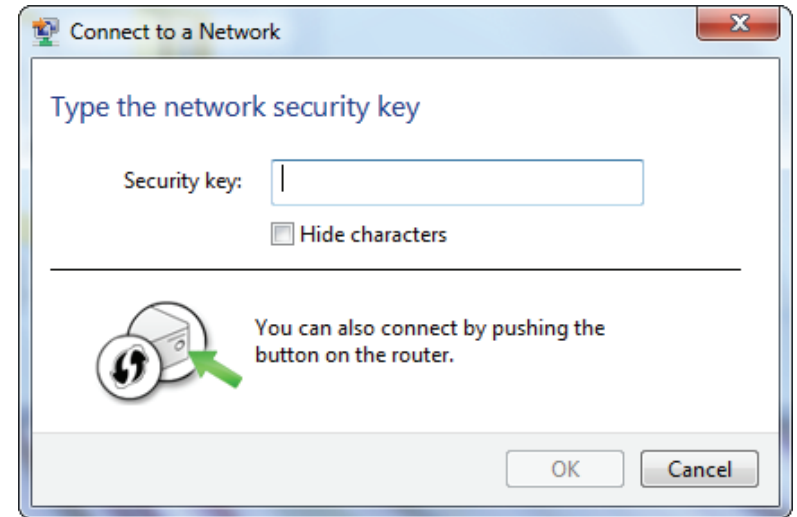 Connect to a Network
Type the network security key
Security key:
Hide characters
You can also connect by pushing the
button on the router.
OK
Cancel